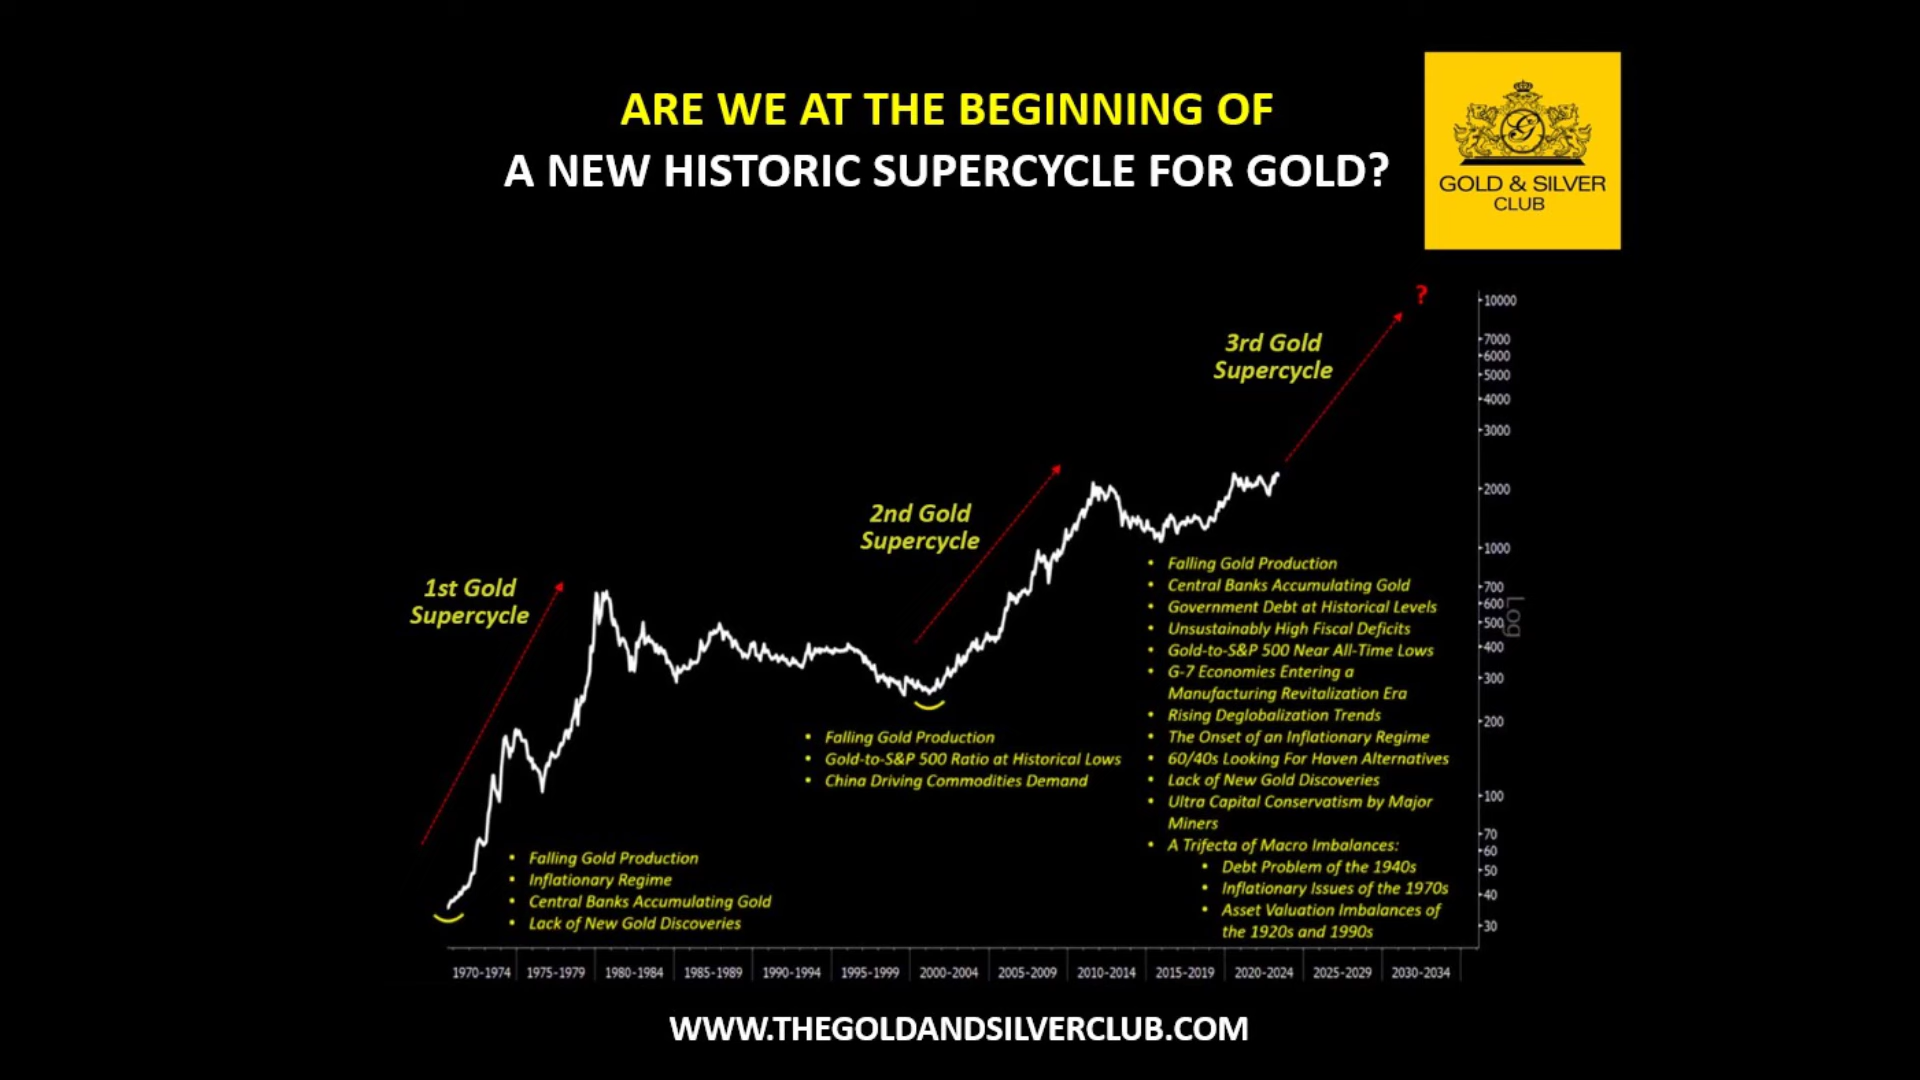 ARE WE AT THE BEGINNING OF
A NEW HISTORIC SUPERCYCLE FOR GOLD?
G
GOLD & SILVER
CLUB
1st Gold
Supercycle
2nd Gold
Supercycle
3rd Gold
Supercycle
?
• Falling Gold Production
• Inflationary Regime
• Central Banks Accumulating Gold
• Lack of New Gold Discoveries
• Falling Gold Production
• Gold-to-S&P 500 Ratio at Historical Lows
• China Driving Commodities Demand
• Falling Gold Production
• Central Banks Accumulating Gold
• Government Debt at Historical Levels
• Unsustainably High Fiscal Deficits
• Gold-to-S&P 500 Near All-Time Lows
• G-7 Economies Entering a
Manufacturing Revitalization Era
• Rising Deglobalization Trends
• The Onset of an Inflationary Regime
• 60/40s Looking For Haven Alternatives
• Lack of New Gold Discoveries
• Ultra Capital Conservatism by Major
Miners
• A Trifecta of Macro Imbalances:
• Debt Problem of the 1940s
• Inflationary Issues of the 1970s
• Asset Valuation Imbalances of
the 1920s and 1990s
10000
7000
6000
5000
4000
3000
2000
1000
700
600
500
400
300
200
100
70
60
50
40
30
Log
1970-1974 1975-1979 1980-1984 1985-1989 1990-1994 1995-1999 2000-2004 2005-2009 2010-2014 2015-2019 2020-2024 2025-2029 2030-2034
WWW.THEGOLDANDSILVERCLUB.COM